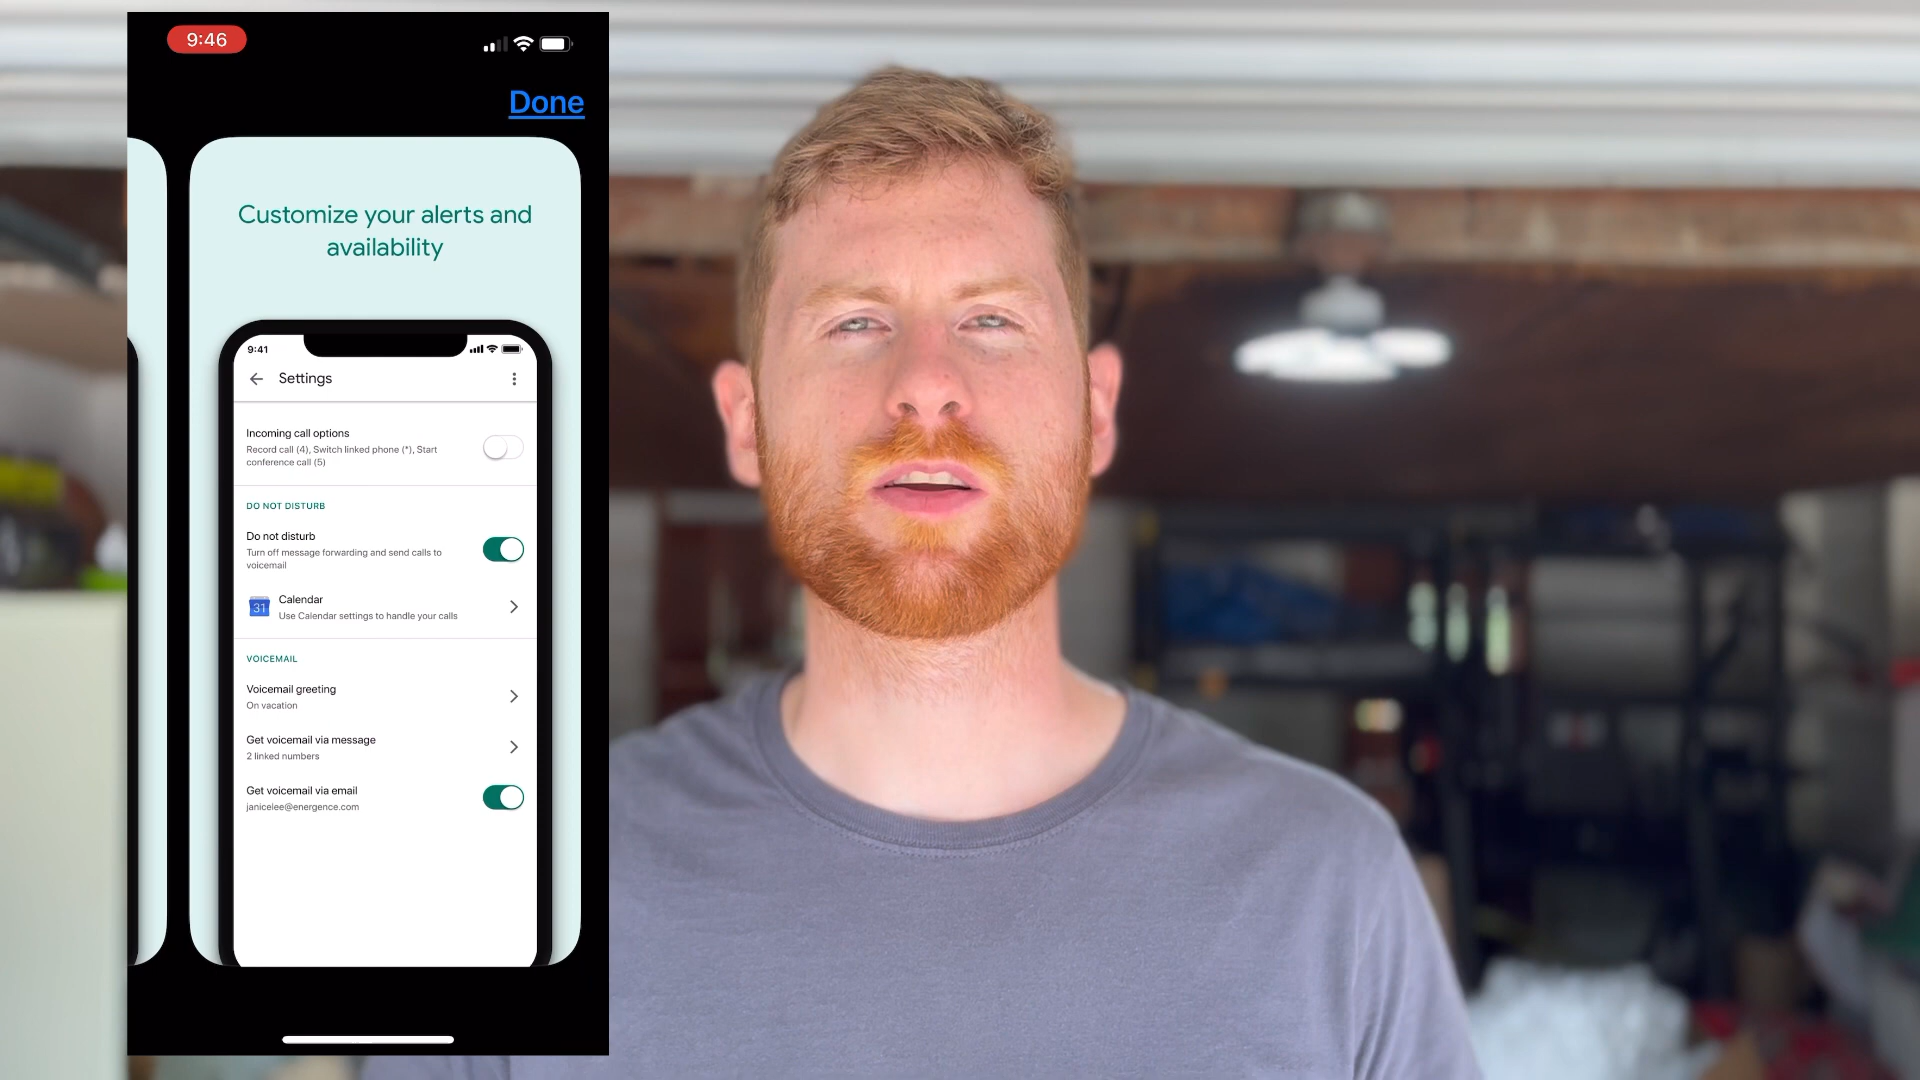 9:46
Done
Customize your alerts and
availability
9:41
Settings
Incoming call options
Record call (4), Switch linked phone (*), Start
conference call (5)
DO NOT DISTURB
Do not disturb
Turn off message forwarding and send calls to
voicemail
31
Calendar
Use Calendar settings to handle your calls
VOICEMAIL
Voicemail greeting
On vacation
Get voicemail via message
2 linked numbers
Get voicemail via email
janicelee@energence.com